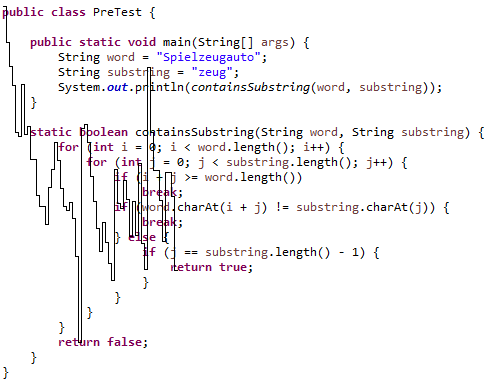 public class PreTest {
public static void main(String[] args) {
String word = "Spielzeugauto";
String substring = "zeug";
System.out.println(containsSubstring(word, substring));
}
static boolean containsSubstring(String word, String substring) {
for (int i = 0; i < word.length(); i++) {
for (int j = 0; j < substring.length(); j++) {
if (i + j >= word.length())
break;
if (word.charAt(i + j) != substring.charAt(j)) {
break;
} else {
if (j == substring.length() - 1) {
return true;
}
}
}
}
return false;
}
}